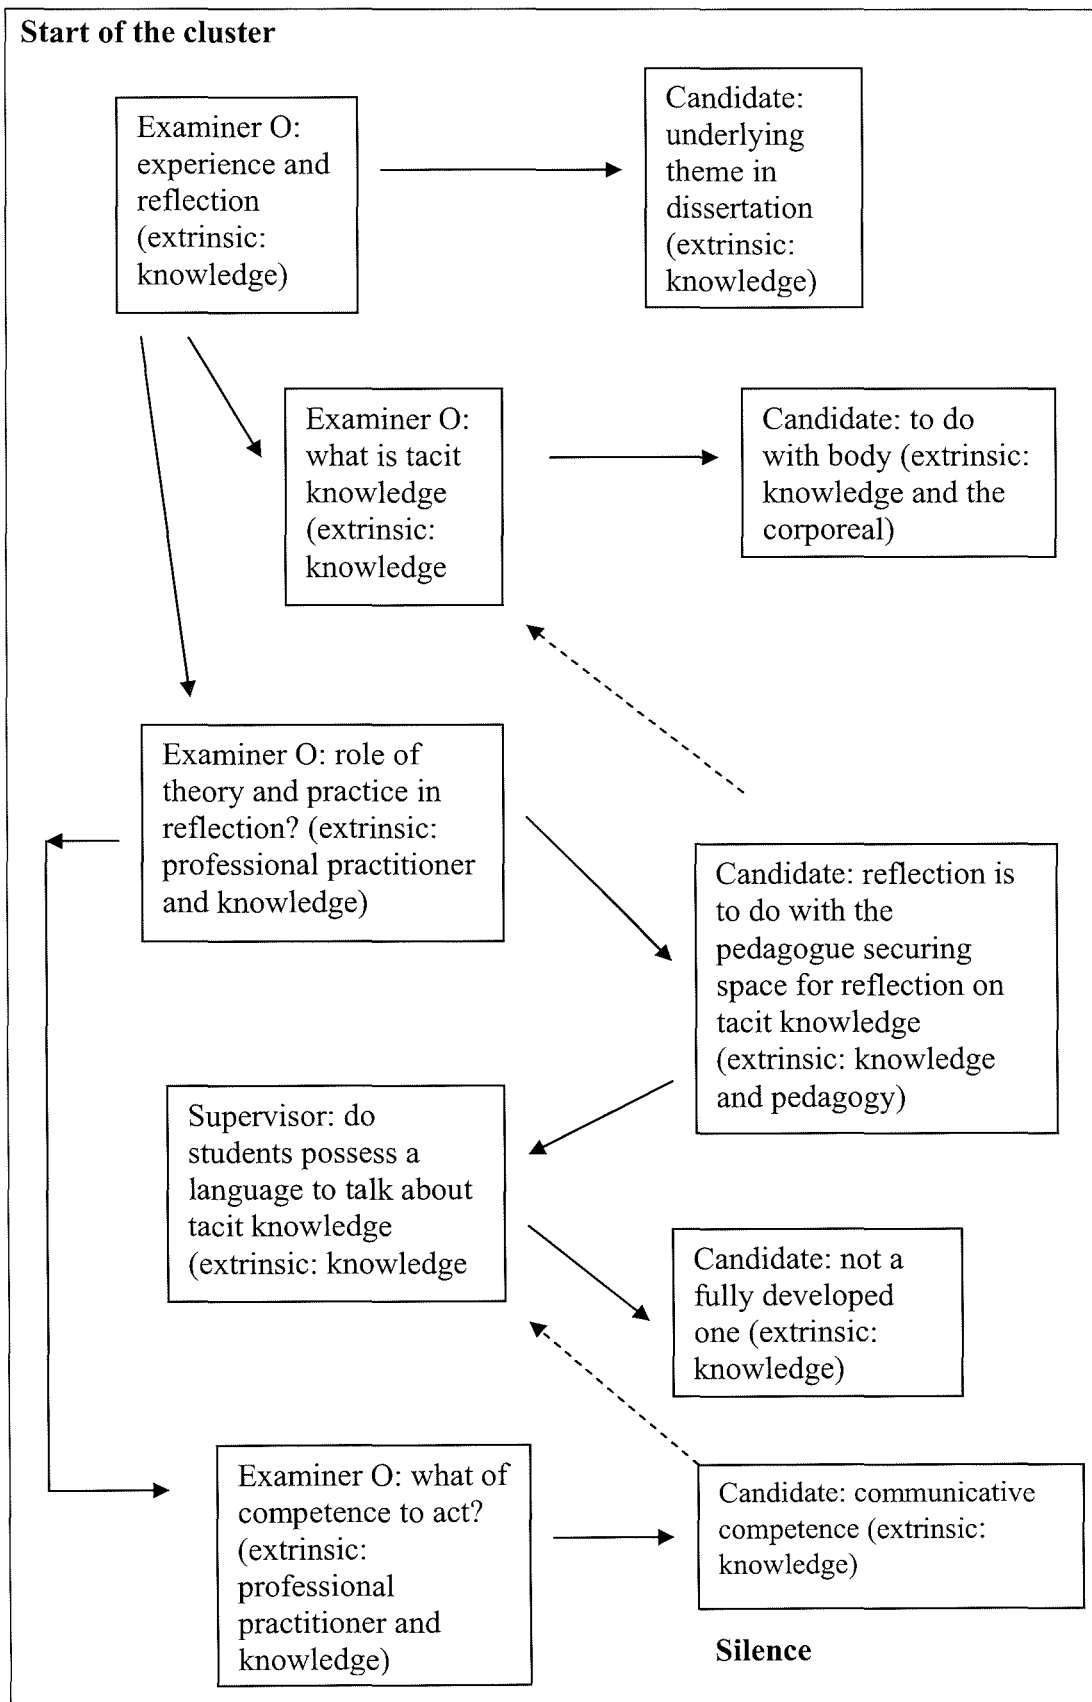 Start of the cluster
Examiner O:
experience and
reflection
(extrinsic:
knowledge)
Candidate:
underlying
theme in
dissertation
(extrinsic:
knowledge)
Examiner O:
what is tacit
knowledge
(extrinsic:
knowledge
Candidate: to do
with body (extrinsic:
knowledge and the
corporeal)
Examiner O: role of
theory and practice in
reflection? (extrinsic:
professional practitioner
and knowledge)
Candidate: reflection is
to do with the
pedagogue securing
space for reflection on
tacit knowledge
(extrinsic: knowledge
and pedagogy)
Supervisor: do
students possess a
language to talk about
tacit knowledge
(extrinsic: knowledge
Candidate: not a
fully developed
one (extrinsic:
knowledge)
Examiner O: what of
competence to act?
(extrinsic:
professional
practitioner and
knowledge)
Candidate: communicative
competence (extrinsic:
knowledge)
Silence